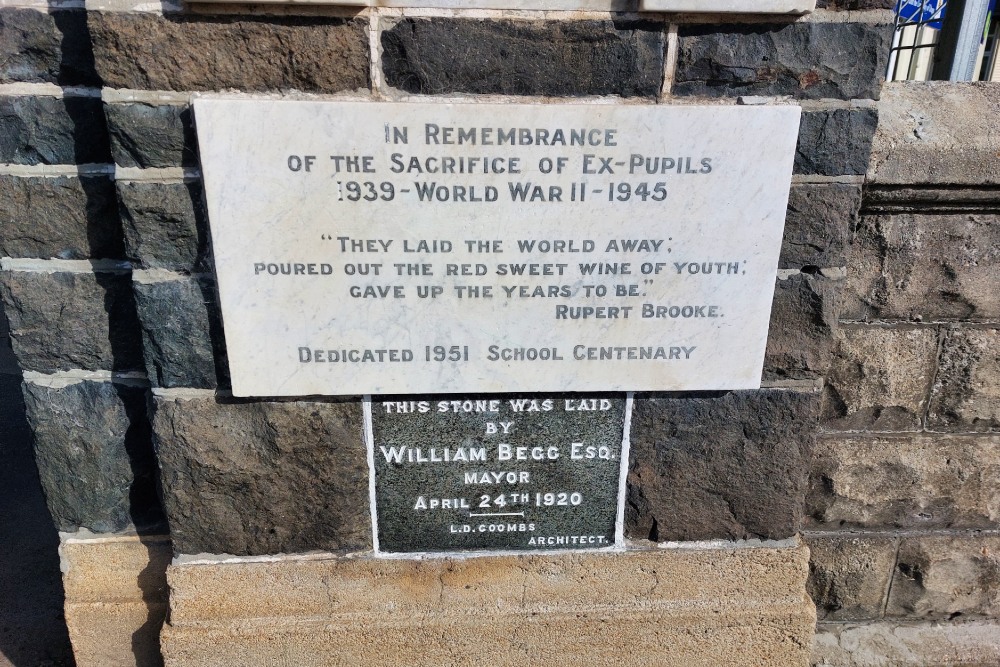 IN REMEMBRANCE
OF THE SACRIFICE OF EX-PUPILS
1939-WORLD WAR II-1945
"THEY LAID THE WORLD AWAY;
POURED OUT THE RED SWEET WINE OF YOUTH;
GAVE UP THE YEARS TO BE."
RUPERT BROOKE.
DEDICATED 1951 SCHOOL CENTENARY
THIS STONE WAS LAID
BY
WILLIAM BEGG ESQ.
MAYOR
APRIL 24TH 1920
L.D. COOMBS
ARCHITECT.